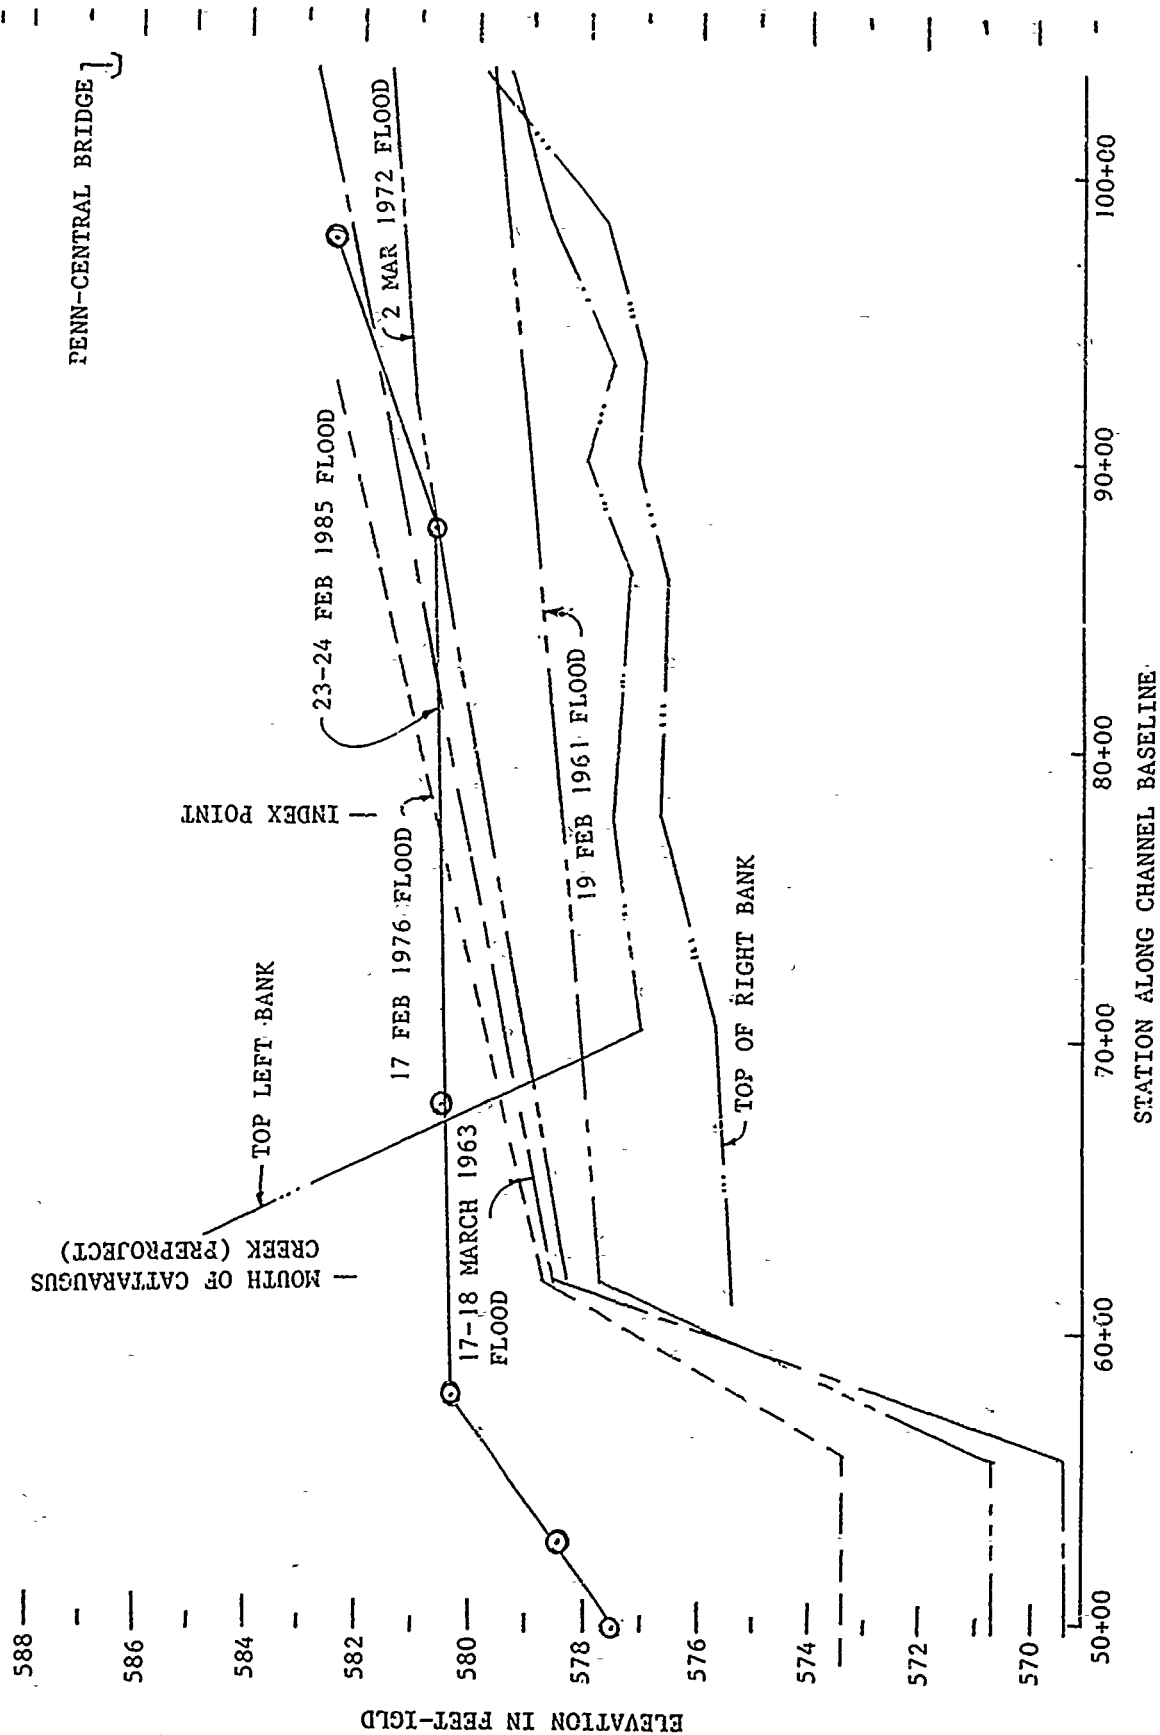 PENN-CENTRAL BRIDGE
2 MAR 1972 FLOOD
23-24 FEB 1985 FLOOD
INDEX POINT
17 FEB 1976 FLOOD
19 FEB 1961 FLOOD
TOP LEFT BANK
TOP OF RIGHT BANK
MOUTH OF CATTARAUGUS
CREEK (PREPROJECT)
17-18 MARCH 1963
FLOOD
588
586
584
582
580
578
576
574
572
570
ELEVATION IN FEET-IGLD
50+00
60+00
70+00
80+00
90+00
100+00
STATION ALONG CHANNEL BASELINE